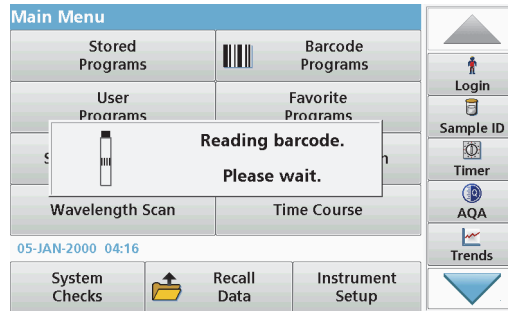 Main Menu
Stored
Programs
Barcode
Programs
User
Programs
Favorite
Programs
Reading barcode.
Please wait.
Wavelength Scan
Time Course
05-JAN-2000 04:16
System
Checks
Recall
Data
Instrument
Setup
Login
Sample ID
Timer
AQA
Trends